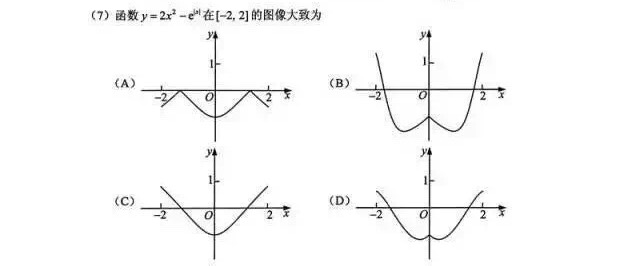 （7）函数 y = 2x² − e^|x| 在 [−2, 2] 的图像大致为
（A） y 1 −2 O 2 x
（B） y 1 −2 O 2 x
（C） y 1 −2 O 2 x
（D） y 1 −2 O 2 x